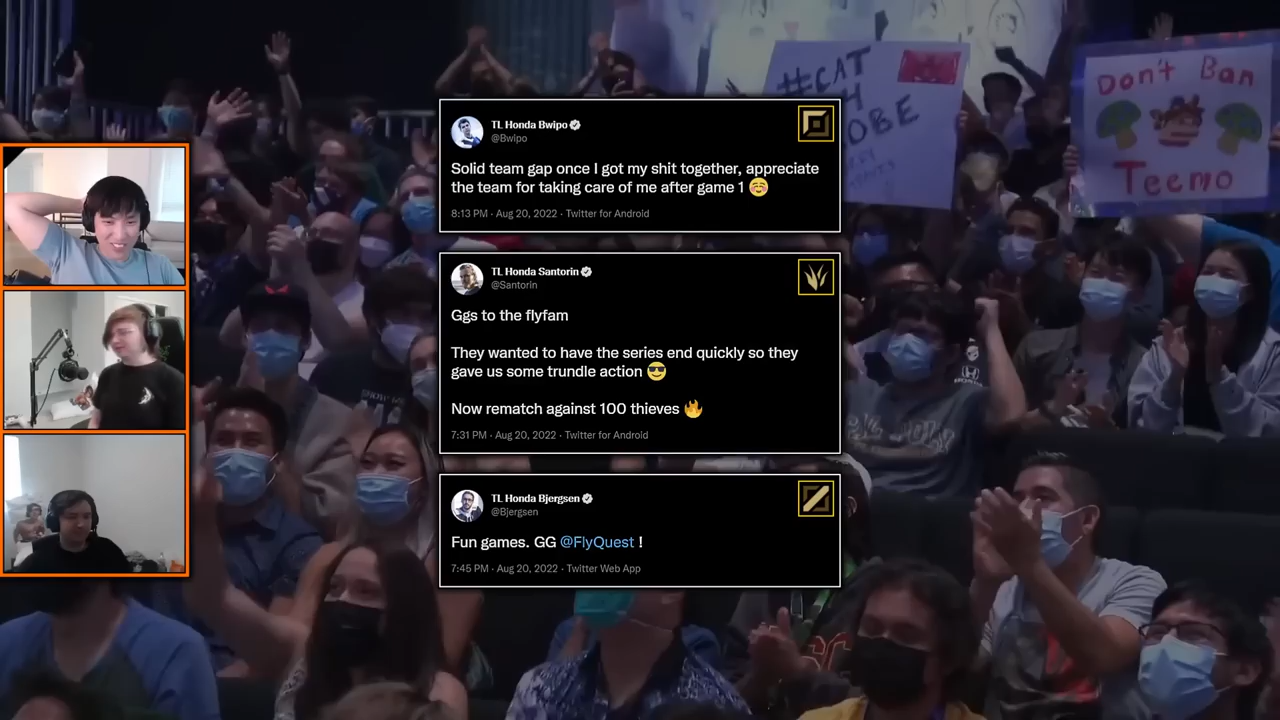 #CAT
OBE
Don't Ban
Teemo
TL Honda Bwipo
@Bwipo
Solid team gap once I got my shit together, appreciate
the team for taking care of me after game 1 ☺️
8:13 PM · Aug 20, 2022 · Twitter for Android
TL Honda Santorin
@Santorin
Ggs to the flyfam
They wanted to have the series end quickly so they
gave us some trundle action 😎
Now rematch against 100 thieves 🔥
7:31 PM · Aug 20, 2022 · Twitter for Android
TL Honda Bjergsen
@Bjergsen
Fun games. GG @FlyQuest !
7:45 PM · Aug 20, 2022 · Twitter Web App
HONDA